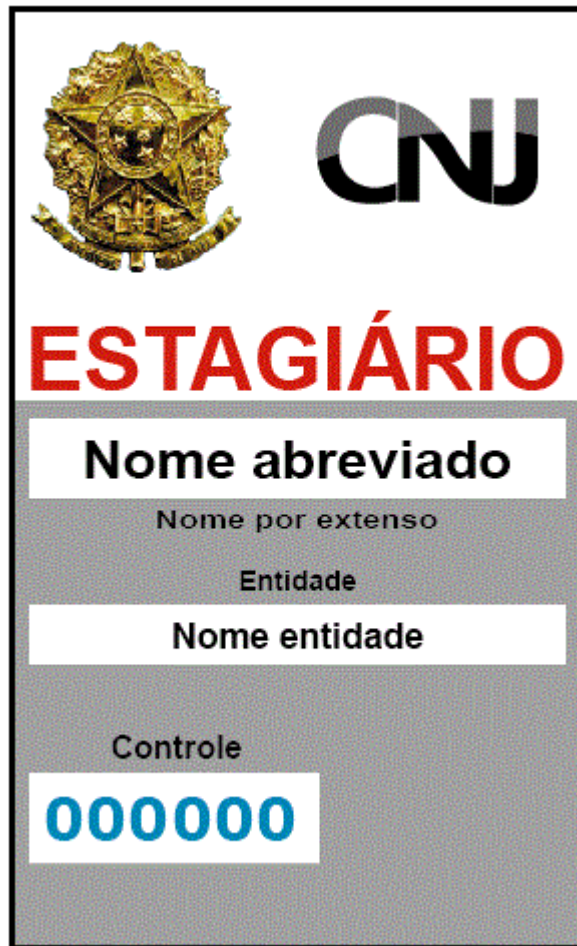 CNJ
ESTAGIÁRIO
Nome abreviado
Nome por extenso
Entidade
Nome entidade
Controle
000000